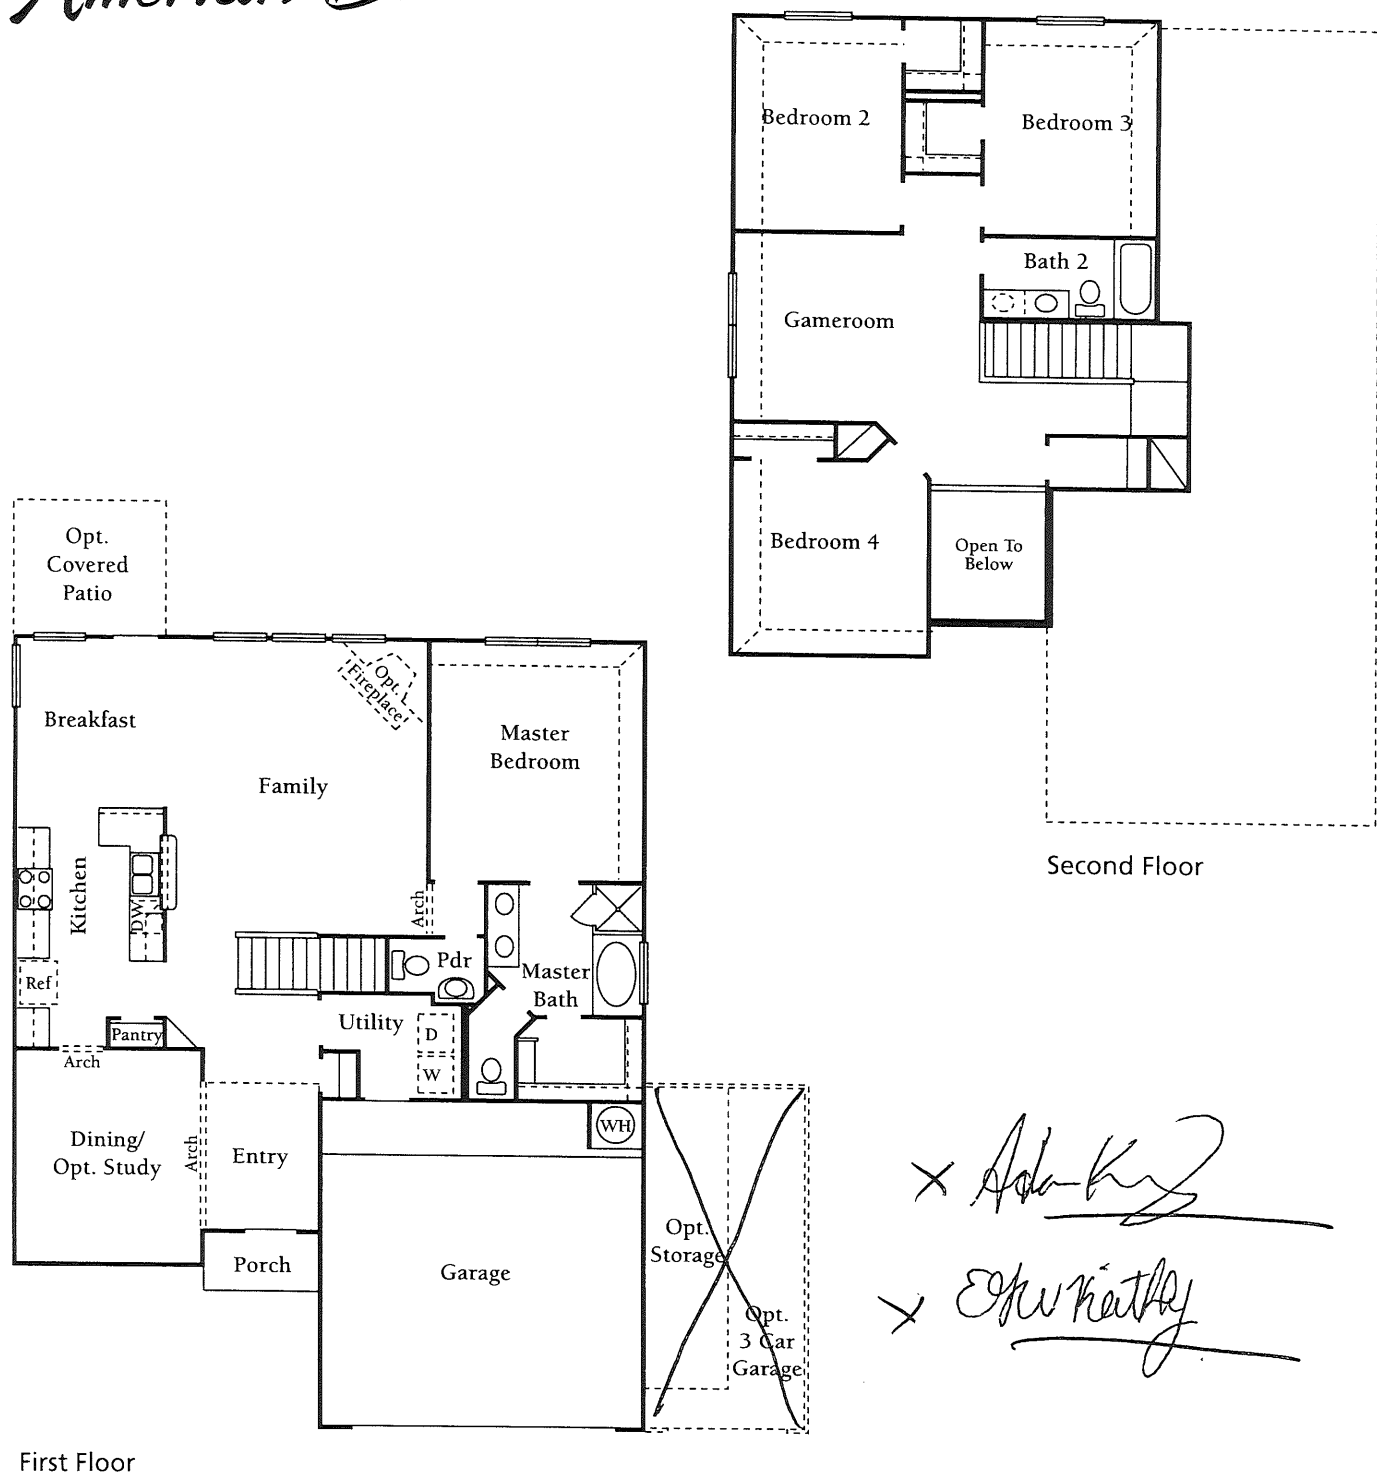 American
Bedroom 2
Bedroom 3
Bath 2
Gameroom
Bedroom 4
Open To
Below
Second Floor
Opt.
Covered
Patio
Opt.
Fireplace
Breakfast
Master
Bedroom
Family
Kitchen
DW
Arch
Ref
Pdr
Master
Bath
Utility
D
W
Pantry
Arch
Dining/
Opt. Study
Arch
Entry
WH
Porch
Garage
Opt.
Storage
Opt.
3 Car
Garage
First Floor